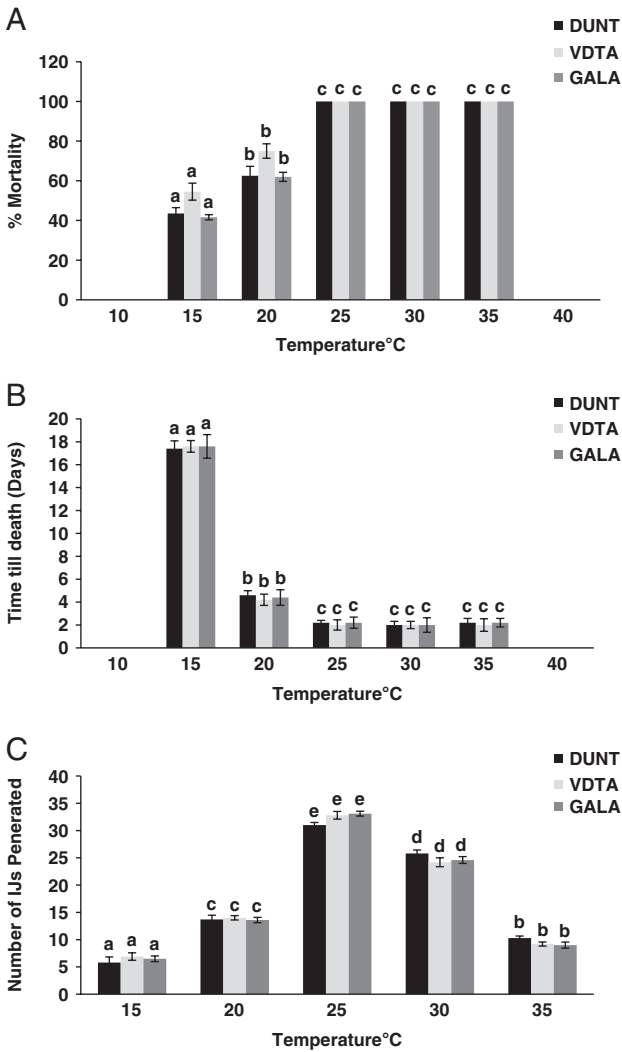 A
DUNT
VDTA
GALA
120
100
80
60
40
20
0
% Mortality
a a a
b b b
c c c
c c c
c c c
10 15 20 25 30 35 40
Temperature°C
B
DUNT
VDTA
GALA
20
18
16
14
12
10
8
6
4
2
0
Time till death (Days)
a a a
b b b
c c c
c c c
c c c
10 15 20 25 30 35 40
Temperature°C
C
DUNT
VDTA
GALA
40
35
30
25
20
15
10
5
0
Number of IJs Penerated
a a a
c c c
e e e
d d d
b b b
15 20 25 30 35
Temperature°C